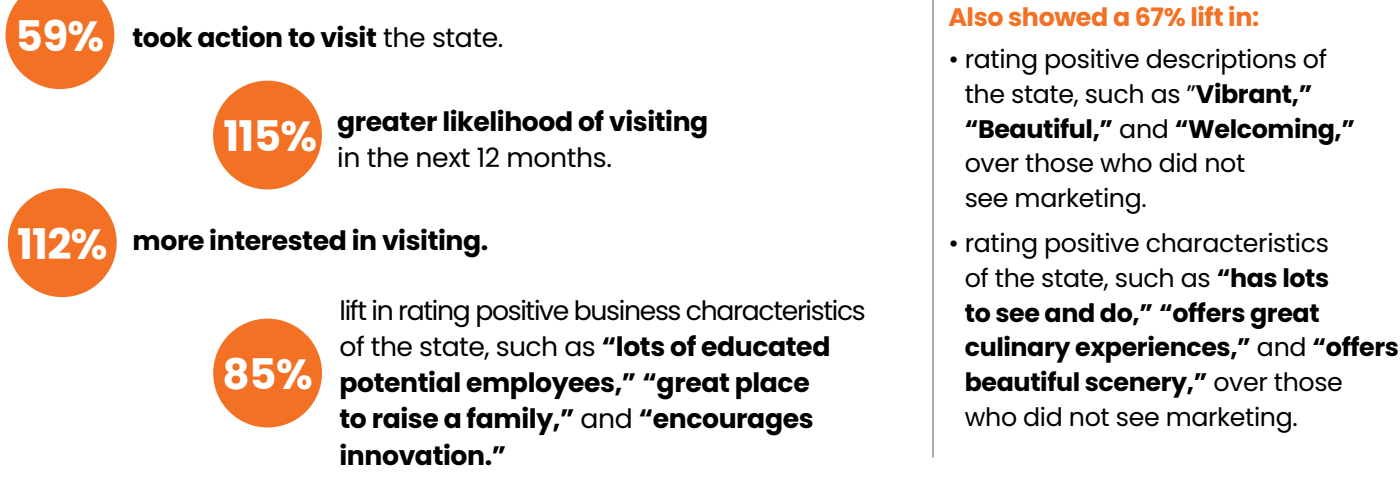 59% took action to visit the state.
115% greater likelihood of visiting
in the next 12 months.
112% more interested in visiting.
85% lift in rating positive business characteristics
of the state, such as “lots of educated
potential employees,” “great place
to raise a family,” and “encourages
innovation.”
Also showed a 67% lift in:
• rating positive descriptions of
the state, such as ”Vibrant,”
“Beautiful,” and “Welcoming,”
over those who did not
see marketing.
• rating positive characteristics
of the state, such as “has lots
to see and do,” “offers great
culinary experiences,” and “offers
beautiful scenery,” over those
who did not see marketing.